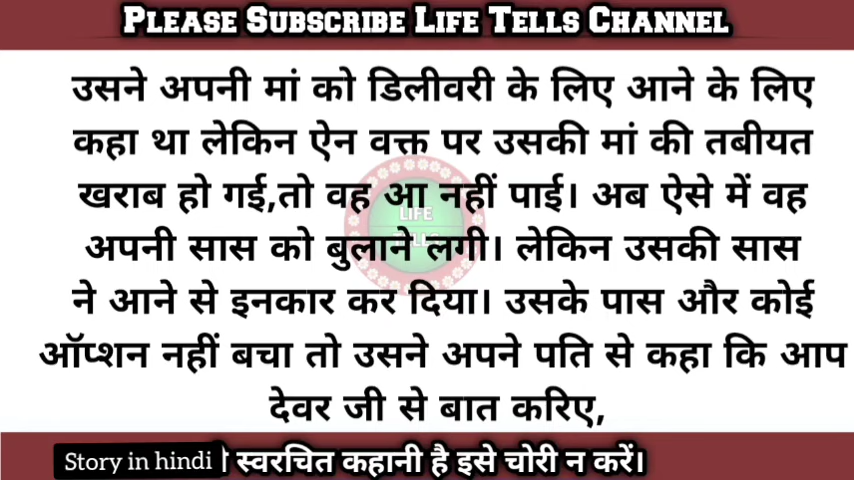 PLEASE SUBSCRIBE LIFE TELLS CHANNEL
उसने अपनी मां को डिलीवरी के लिए आने के लिए
कहा था लेकिन ऐन वक्त पर उसकी मां की तबीयत
खराब हो गई,तो वह आ नहीं पाई। अब ऐसे में वह
LIFE
TELLS
अपनी सास को बुलाने लगी। लेकिन उसकी सास
ने आने से इनकार कर दिया। उसके पास और कोई
ऑप्शन नहीं बचा तो उसने अपने पति से कहा कि आप
देवर जी से बात करिए,
Story in hindi स्वरचित कहानी है इसे चोरी न करें।